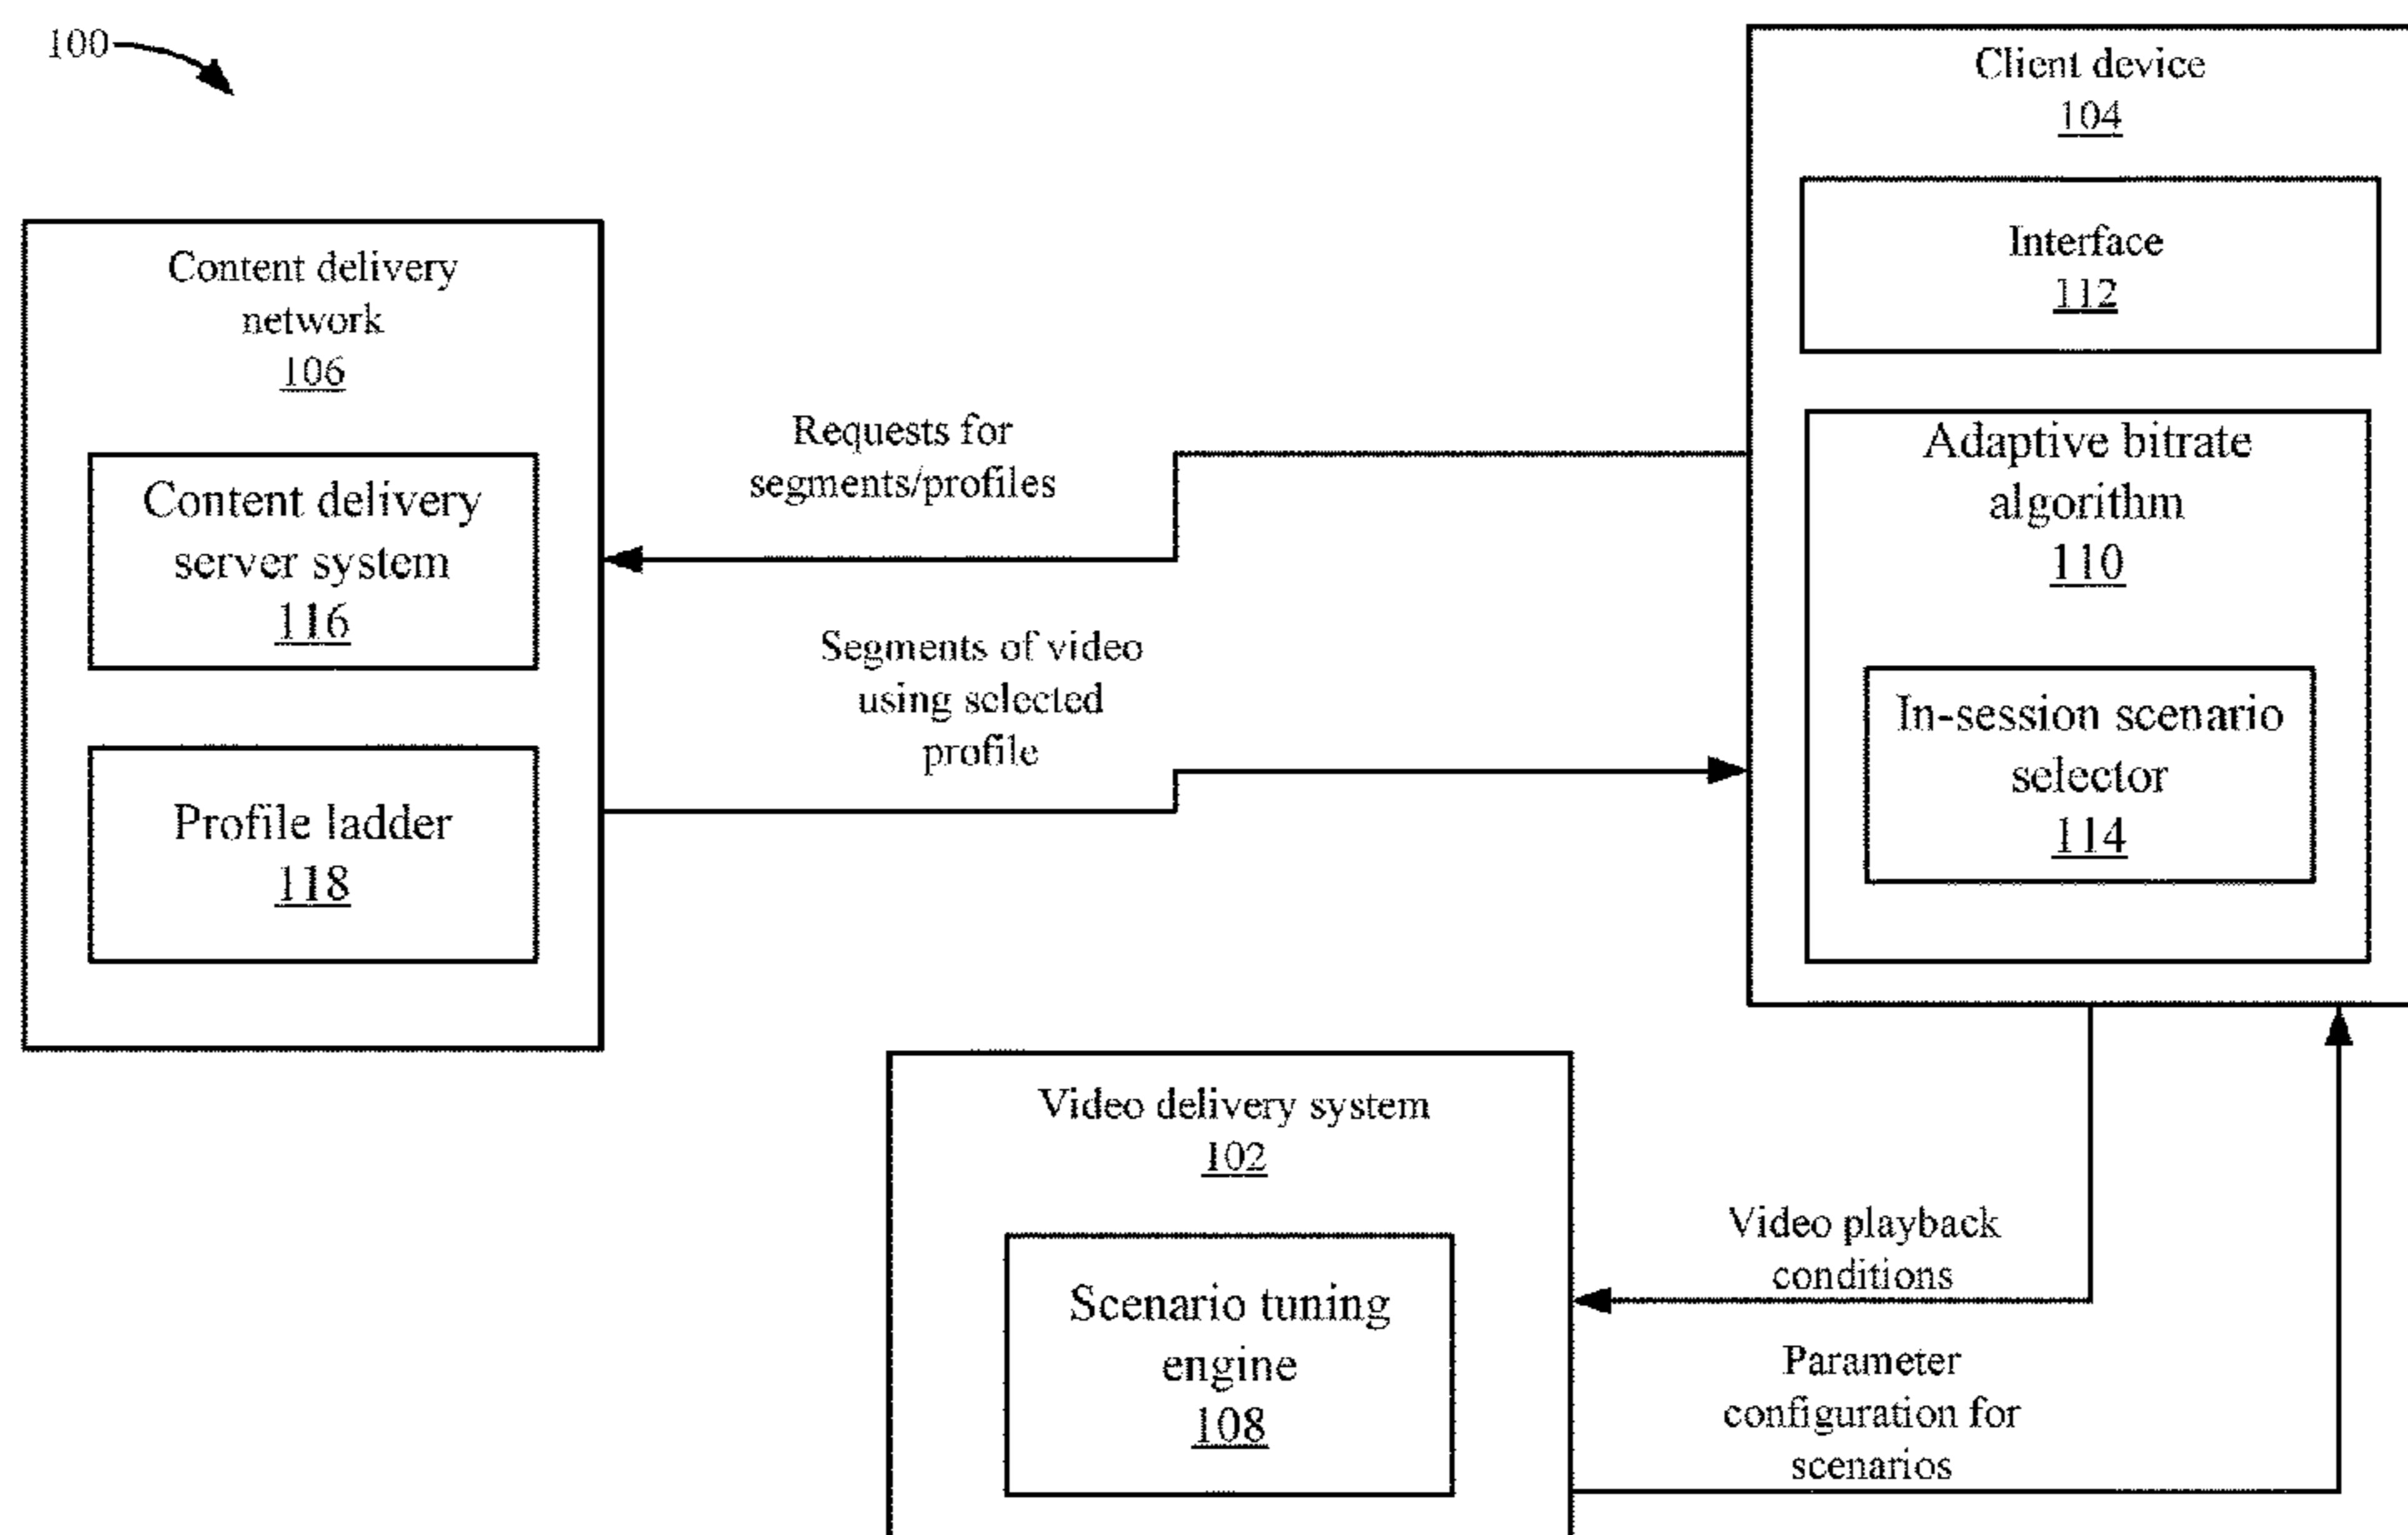 100
Client device
104
Interface
112
Content delivery
network
106
Requests for
segments/profiles
Adaptive bitrate
algorithm
110
Content delivery
server system
116
Segments of video
using selected
profile
In-session scenario
selector
114
Profile ladder
118
Video delivery system
102
Scenario tuning
engine
108
Video playback
conditions
Parameter
configuration for
scenarios